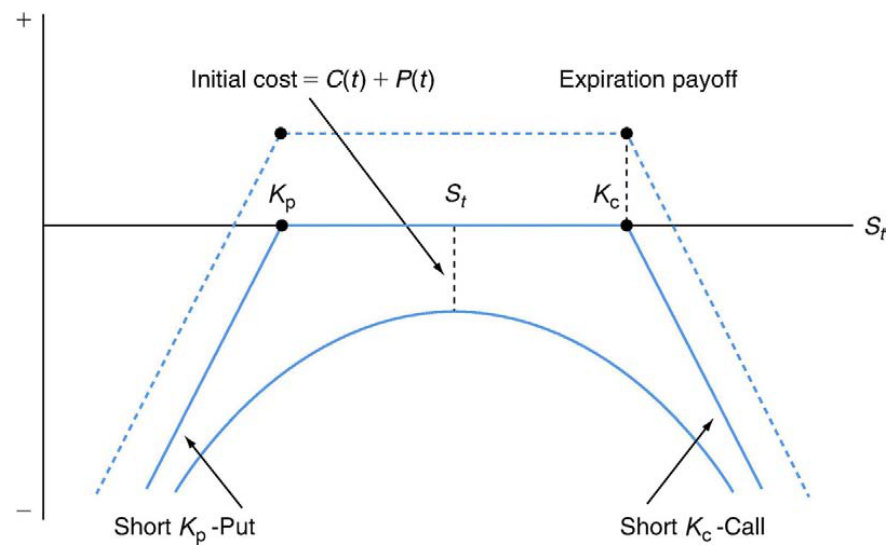 +
Initial cost = C(t) + P(t)
Expiration payoff
K_p
S_t
K_c
S_t
−
Short K_p-Put
Short K_c-Call